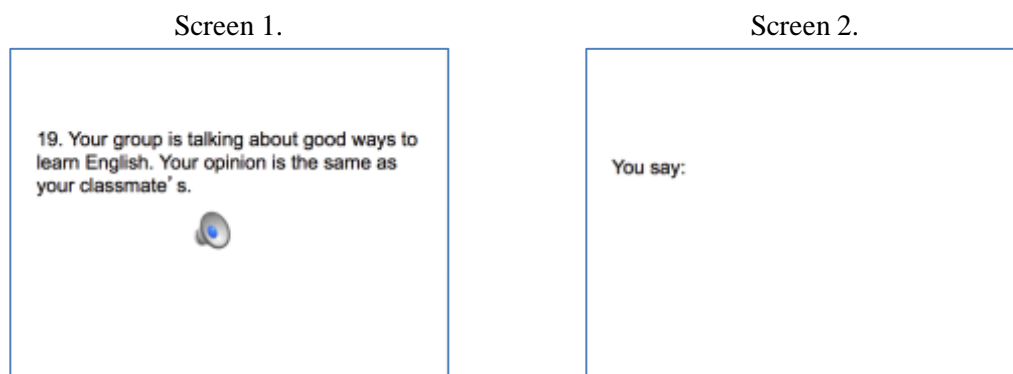 Screen 1.
Screen 2.
19. Your group is talking about good ways to
learn English. Your opinion is the same as
your classmate’ s.
You say: